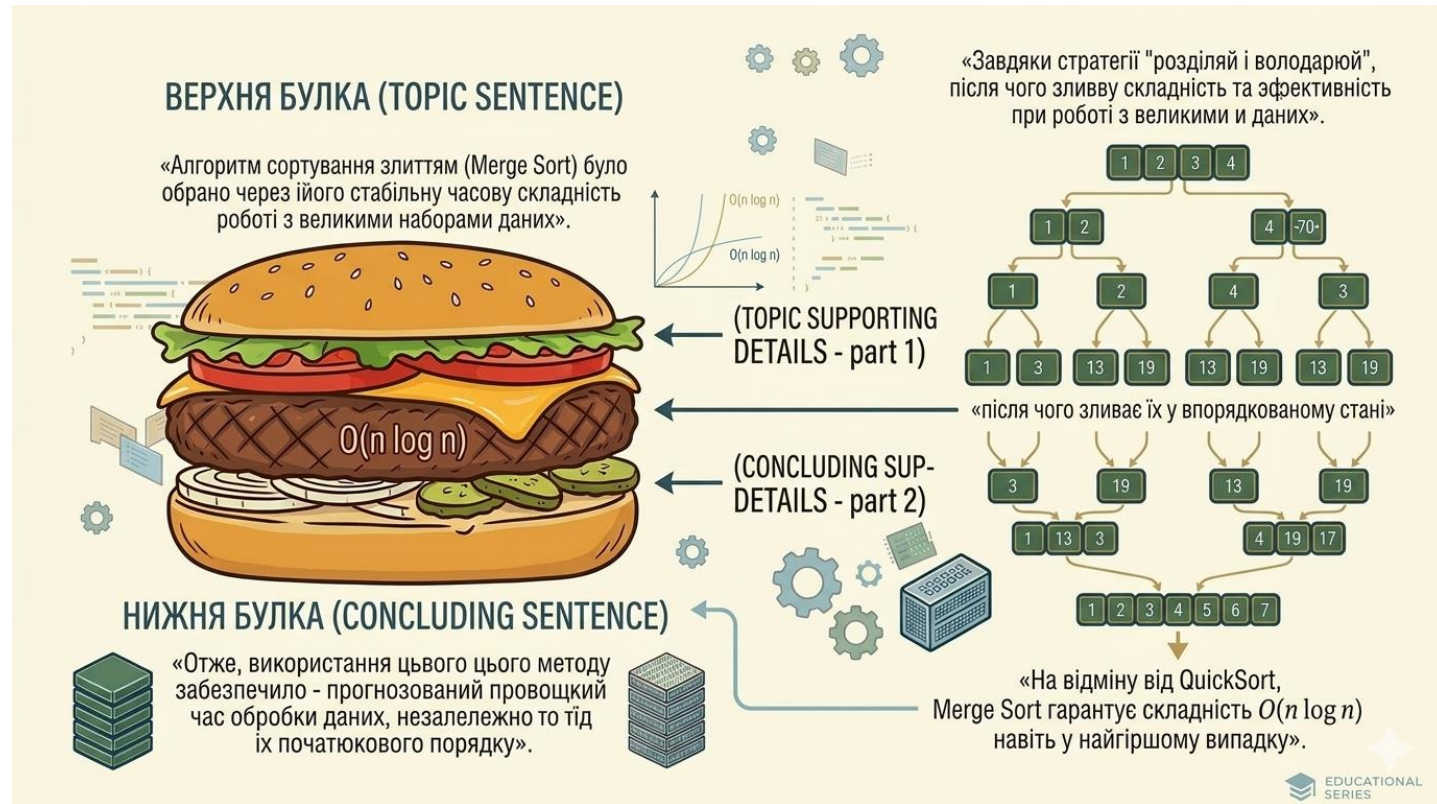 ВЕРХНЯ БУЛКА (TOPIC SENTENCE)
«Алгоритм сортування злиттям (Merge Sort) було
обрано через ійого стабільну часову складність
роботі з великими наборами даних».
O(n log n)
O(n log n)
«Завдяки стратегії "розділяй і володарюй",
після чого зливву складність та эфективність
при роботі з великими и даних».
1 2 3 4
1 2 4 -70-
1 2 4 3
1 3 13 19 13 19 13 19
(TOPIC SUPPORTING
DETAILS - part 1)
«після чого зливає їх у впорядкованому стані»
O(n log n)
(CONCLUDING SUP-
DETAILS - part 2)
3 19 13 19
1 13 3 4 19 17
1 2 3 4 5 6 7
НИЖНЯ БУЛКА (CONCLUDING SENTENCE)
«Отже, використання цьвого цього методу
забезпечило - прогнозований провощкий
час обробки даних, незалележно то тїд
іх початюкового порядку».
«На відміну від QuickSort,
Merge Sort гарантує складність O(n log n)
навіть у найгіршому випадку».
EDUCATIONAL
SERIES